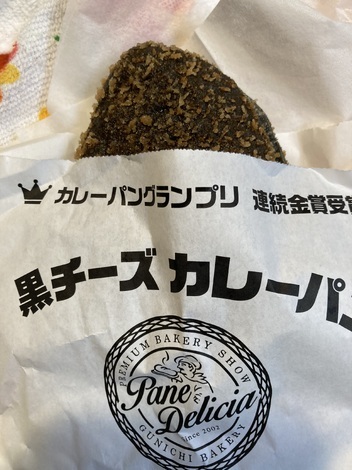 カレーパングランプリ 連続金賞受賞
黒チーズ カレーパン
PREMIUM BAKERY SHOW
Pane
Delicia
since 2002
GUNICHI BAKERY